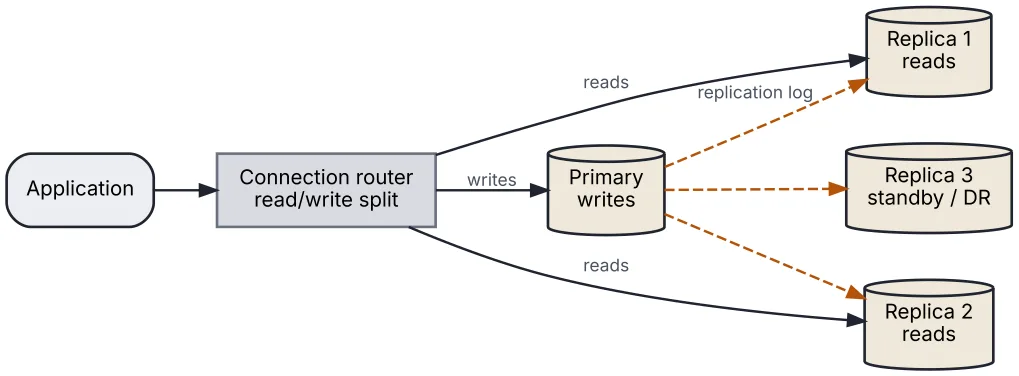 Application
Connection router
read/write split
reads
writes
reads
replication log
Primary
writes
Replica 1
reads
Replica 3
standby / DR
Replica 2
reads